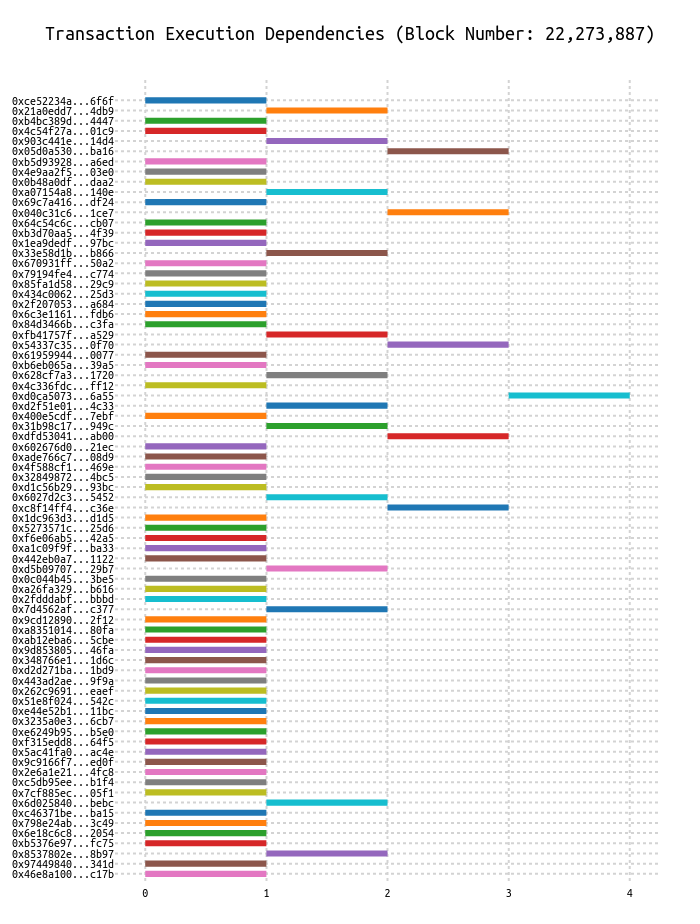 Transaction Execution Dependencies (Block Number: 22,273,887)
0xce52234a...6f6f
0x21a0edd7...4db9
0xb4bc389d...4447
0x4c54f27a...01c9
0x903c441e...14d4
0x05d0a530...ba16
0xb5d93928...a6ed
0x4e9aa2f5...03e0
0x0b48a0df...daa2
0xa07154a8...140e
0x69c7a416...df24
0x040c31c6...1ce7
0x64c54c6c...cb07
0xb3d70aa5...4f39
0x1ea9dedf...97bc
0x33e58d1b...b866
0x670931ff...50a2
0x79194fe4...c774
0x85fa1d58...29c9
0x434c0062...25d3
0x2f207053...a684
0x6c3e1161...fdb6
0x84d3466b...c3fa
0xfb41757f...a529
0x54337c35...0f70
0x61959944...0077
0xb6eb065a...39a5
0x628cf7a3...1720
0x4c336fdc...ff12
0xd0ca5073...6a55
0xd2f51e01...4c33
0x400e5cdf...7ebf
0x31b98c17...949c
0xdfd53041...ab00
0x602676d0...21ec
0xade766c7...08d9
0x4f588cf1...469e
0x32849872...4bc5
0xd1c56b29...93bc
0x6027d2c3...5452
0xc8f14ff4...c36e
0x1dc963d3...d1d5
0x5273571c...25d6
0xf6e06ab5...42a5
0xa1c09f9f...ba33
0x442eb0a7...1122
0xd5b09707...29b7
0x0c044b45...3be5
0xa26fa329...b616
0x2fdddabf...bbbd
0x7d4562af...c377
0x9cd12890...2f12
0xa8351014...80fa
0xab12eba6...5cbe
0x9d853805...46fa
0x348766e1...1d6c
0xd2d271ba...1bd9
0x443ad2ae...9f9a
0x262c9691...eaef
0x51e8f024...542c
0xe44e52b1...11bc
0x3235a0e3...6cb7
0xe6249b95...b5e0
0xf315edd8...64f5
0x5ac41fa0...ac4e
0x9c9166f7...ed0f
0x2e6a1e21...4fc8
0xc5db95ee...b1f4
0x7cf885ec...05f1
0x6d025840...bebc
0xc46371be...ba15
0x798e24ab...3c49
0x6e18c6c8...2054
0xb5376e97...fc75
0x8537802e...8b97
0x97449840...341d
0x46e8a100...c17b
0 1 2 3 4